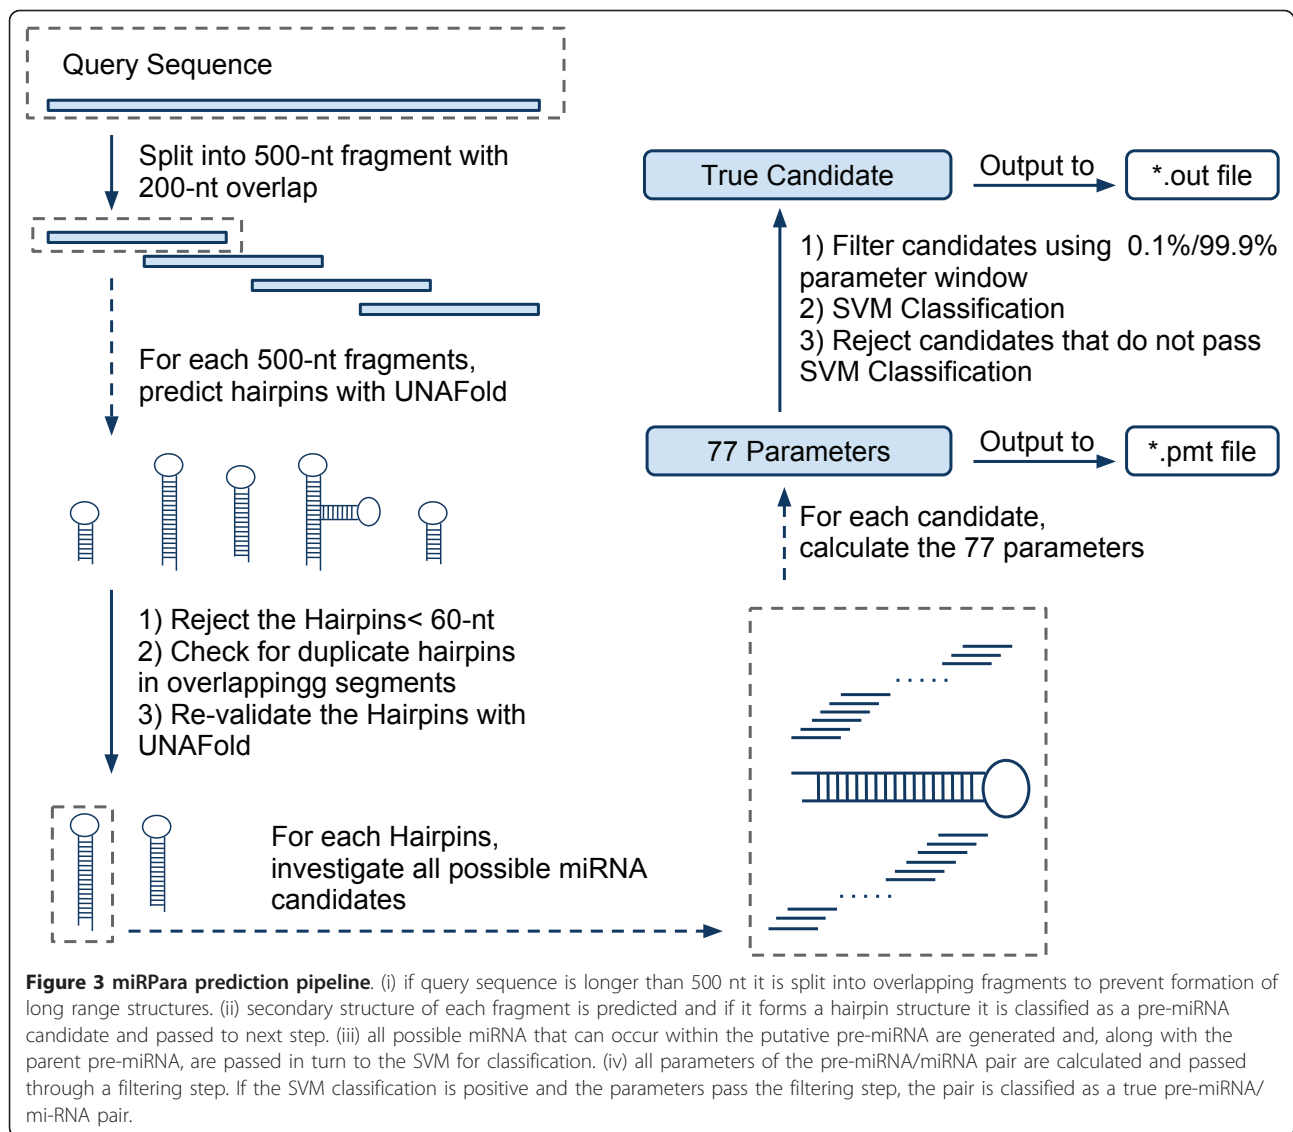 Query Sequence
Split into 500-nt fragment with
200-nt overlap
For each 500-nt fragments,
predict hairpins with UNAFold
1) Reject the Hairpins< 60-nt
2) Check for duplicate hairpins
in overlappingg segments
3) Re-validate the Hairpins with
UNAFold
For each Hairpins,
investigate all possible miRNA
candidates
For each candidate,
calculate the 77 parameters
77 Parameters
Output to
*.pmt file
1) Filter candidates using 0.1%/99.9%
parameter window
2) SVM Classification
3) Reject candidates that do not pass
SVM Classification
True Candidate
Output to
*.out file
Figure 3 miRPara prediction pipeline. (i) if query sequence is longer than 500 nt it is split into overlapping fragments to prevent formation of
long range structures. (ii) secondary structure of each fragment is predicted and if it forms a hairpin structure it is classified as a pre-miRNA
candidate and passed to next step. (iii) all possible miRNA that can occur within the putative pre-miRNA are generated and, along with the
parent pre-miRNA, are passed in turn to the SVM for classification. (iv) all parameters of the pre-miRNA/miRNA pair are calculated and passed
through a filtering step. If the SVM classification is positive and the parameters pass the filtering step, the pair is classified as a true pre-miRNA/
mi-RNA pair.